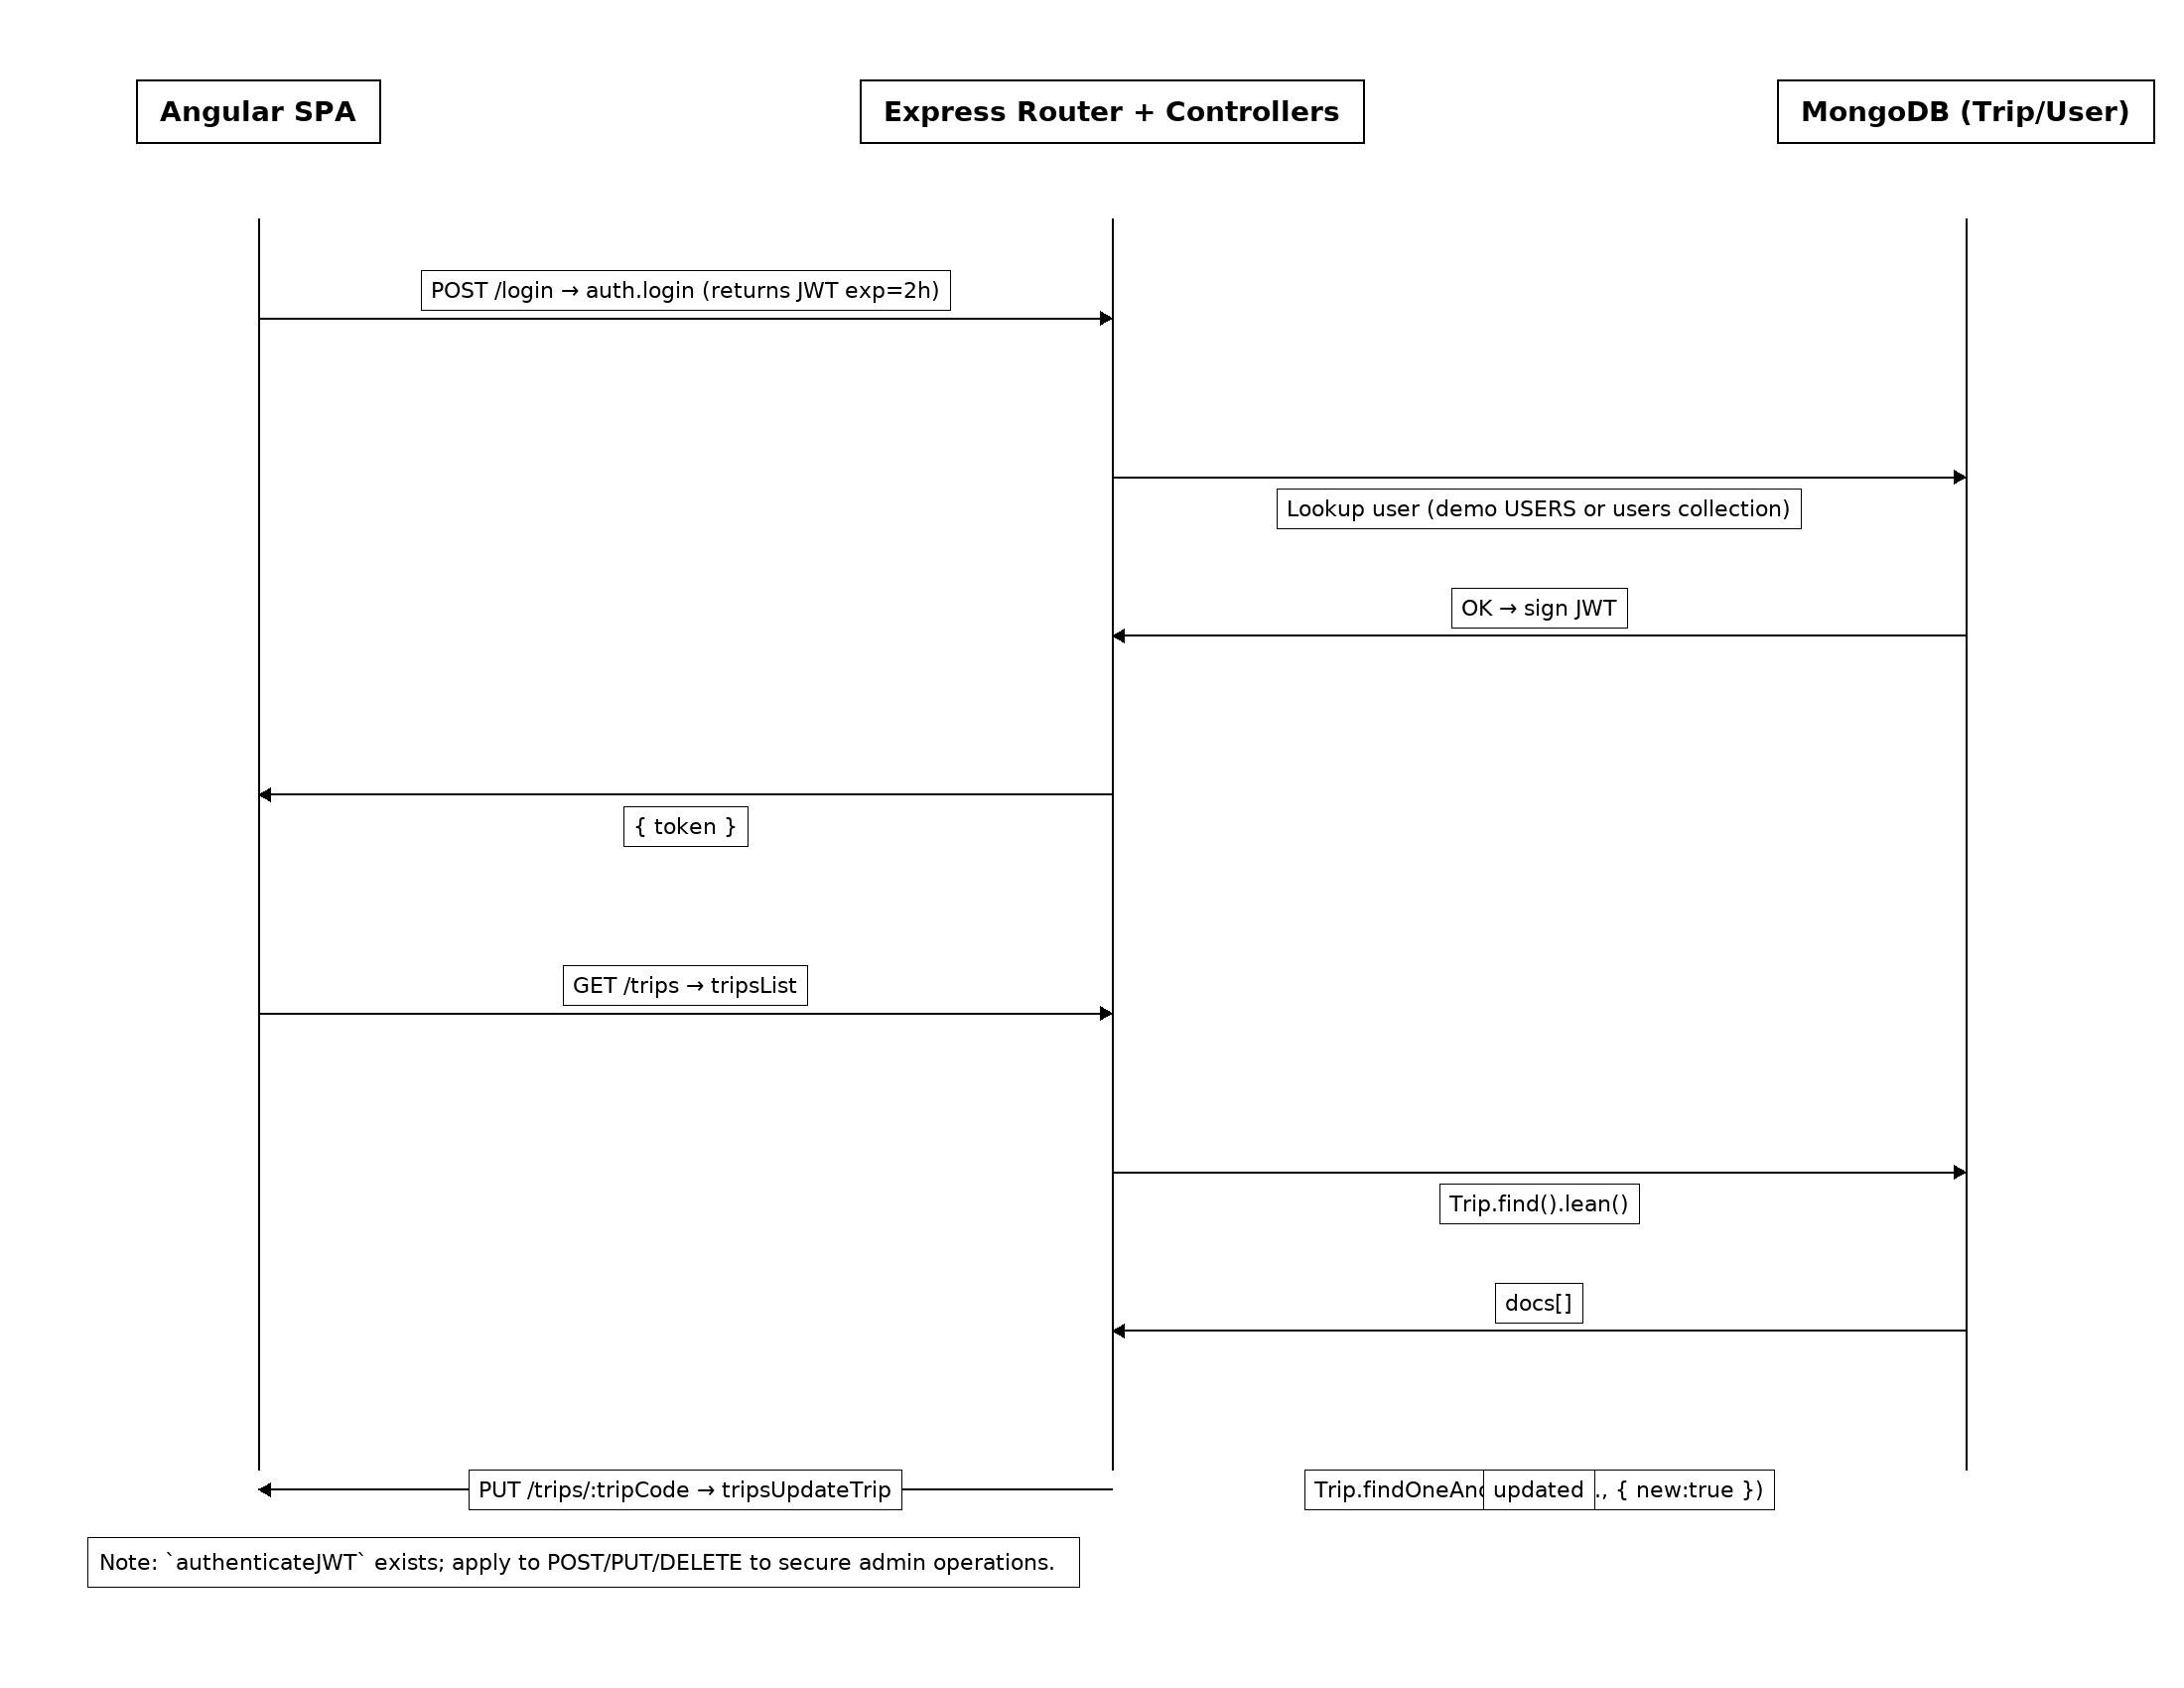 Angular SPA
Express Router + Controllers
MongoDB (Trip/User)
POST /login → auth.login (returns JWT exp=2h)
Lookup user (demo USERS or users collection)
OK → sign JWT
{ token }
GET /trips → tripsList
Trip.find().lean()
docs[]
PUT /trips/:tripCode → tripsUpdateTrip
., { new:true })
updated
Note: `authenticateJWT` exists; apply to POST/PUT/DELETE to secure admin operations.